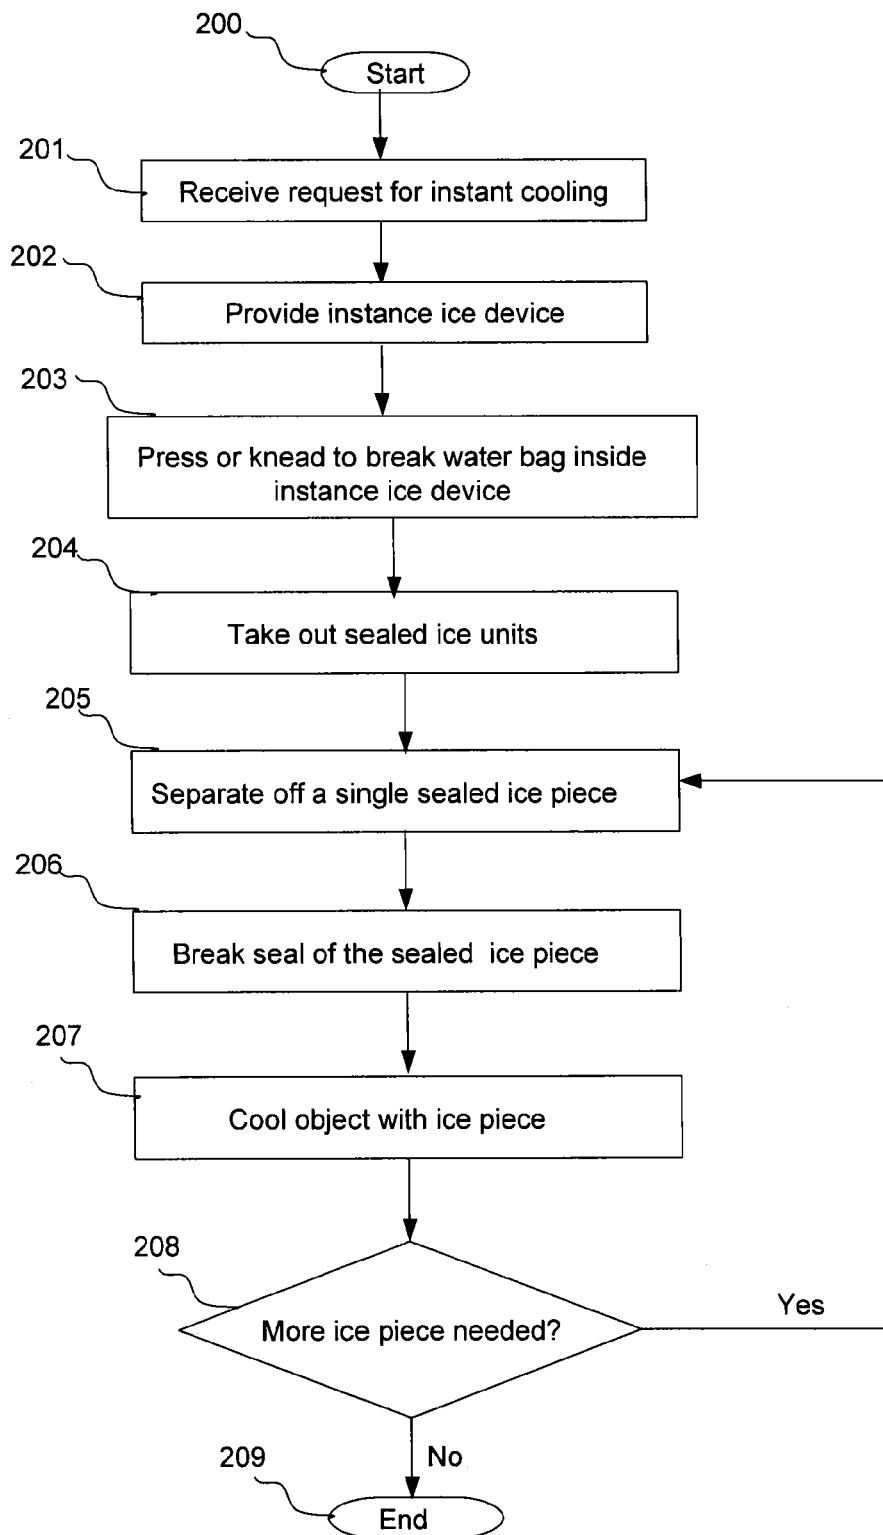 200
Start
201
Receive request for instant cooling
202
Provide instance ice device
203
Press or knead to break water bag inside
instance ice device
204
Take out sealed ice units
205
Separate off a single sealed ice piece
206
Break seal of the sealed ice piece
207
Cool object with ice piece
208
More ice piece needed?
Yes
No
209
End